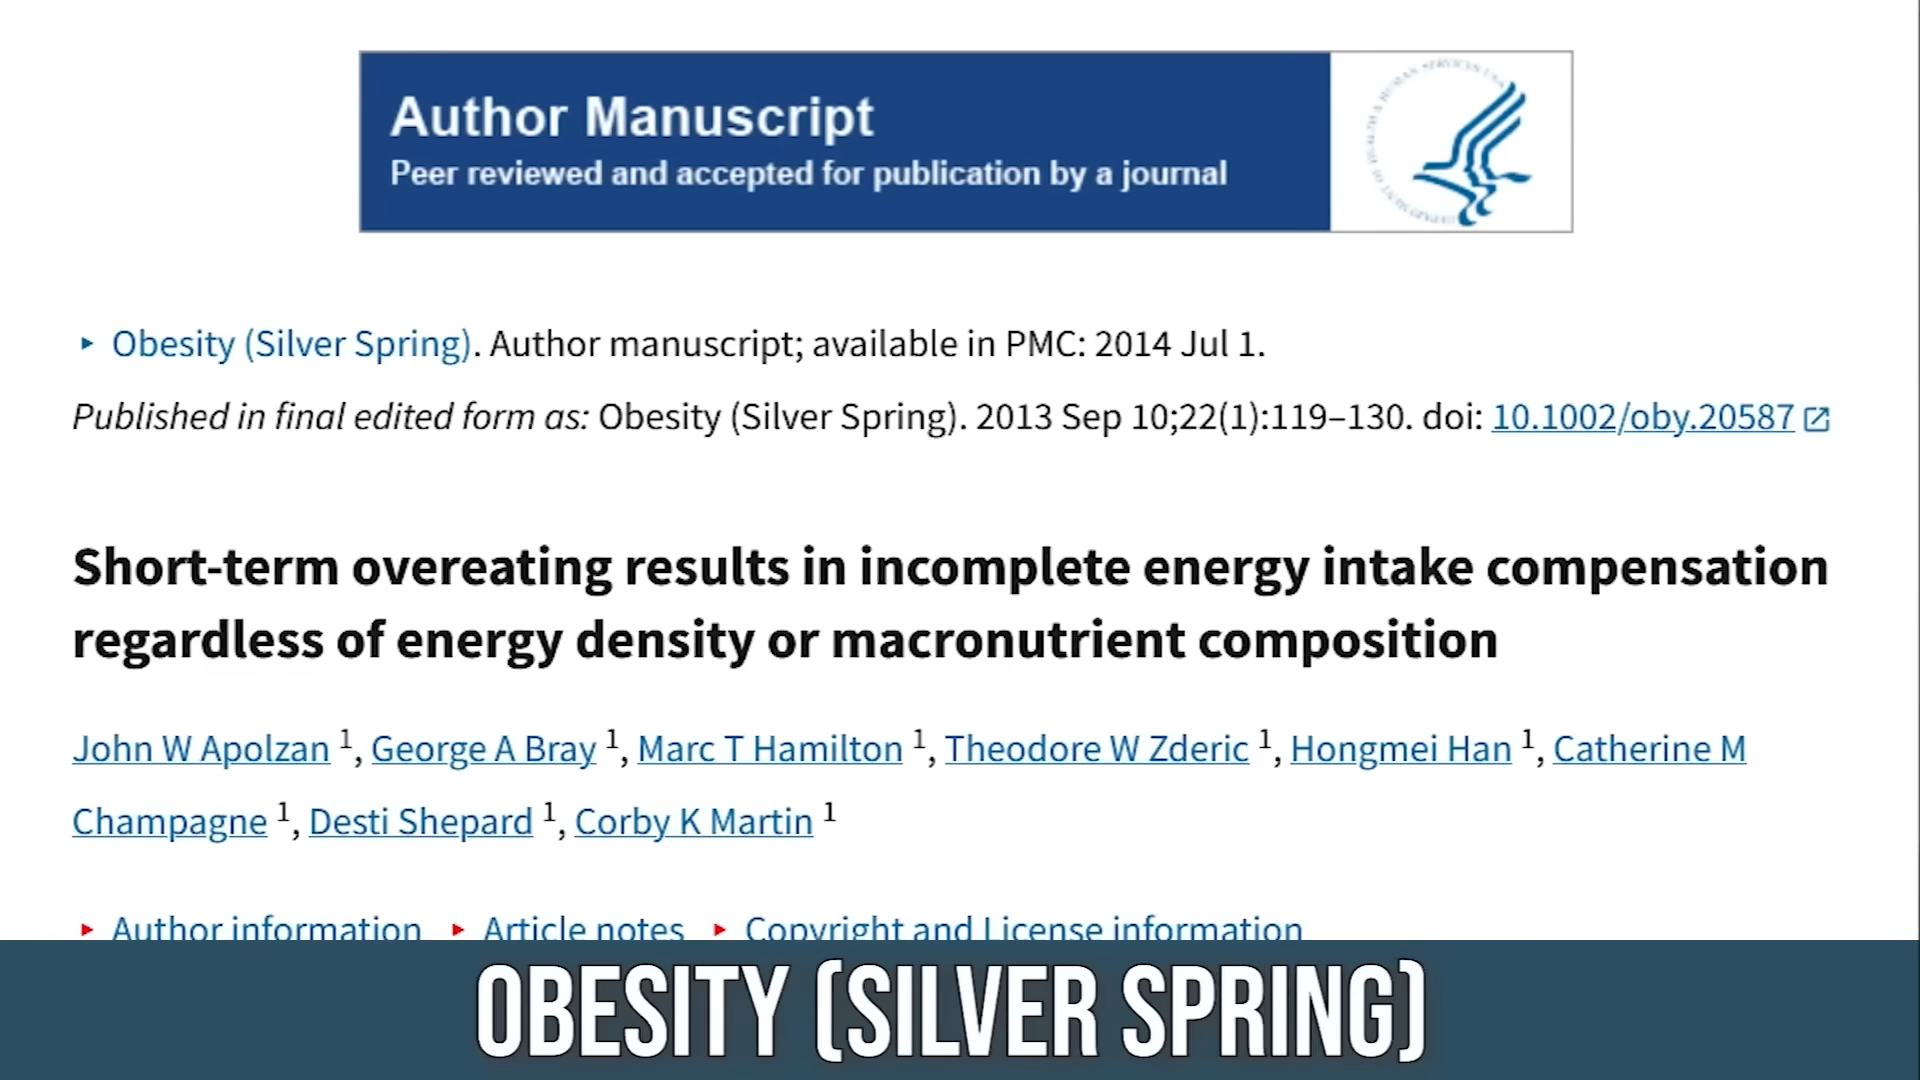 Author Manuscript
Peer reviewed and accepted for publication by a journal
‣ Obesity (Silver Spring). Author manuscript; available in PMC: 2014 Jul 1.
Published in final edited form as: Obesity (Silver Spring). 2013 Sep 10;22(1):119–130. doi: 10.1002/oby.20587
Short-term overeating results in incomplete energy intake compensation
regardless of energy density or macronutrient composition
John W Apolzan 1, George A Bray 1, Marc T Hamilton 1, Theodore W Zderic 1, Hongmei Han 1, Catherine M
Champagne 1, Desti Shepard 1, Corby K Martin 1
‣ Author information ‣ Article notes ‣ Copyright and License information
OBESITY (SILVER SPRING)